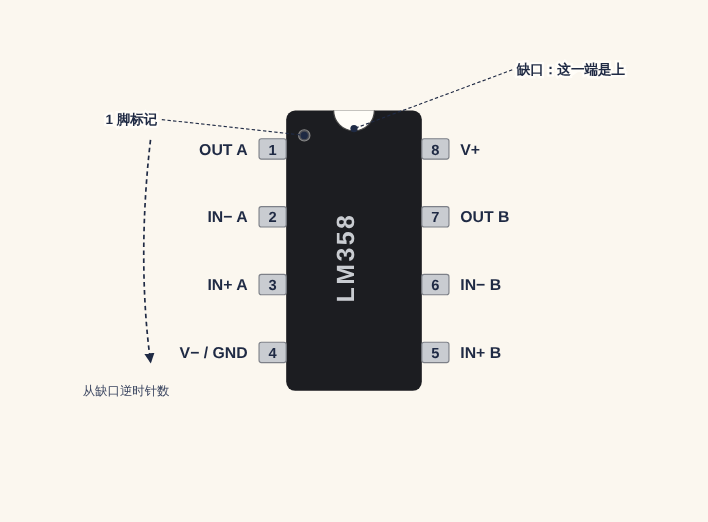 缺口：这一端是上
1 脚标记
OUT A 1
8 V+
IN− A 2
7 OUT B
IN+ A 3
6 IN− B
V− / GND 4
5 IN+ B
LM358
从缺口逆时针数